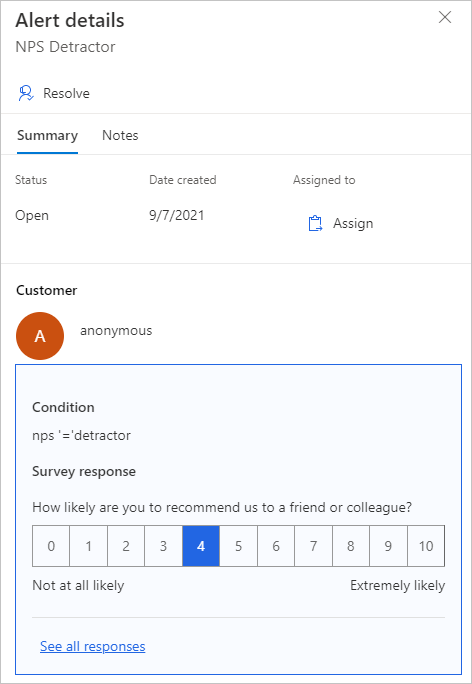 Alert details
NPS Detractor
Resolve
Summary Notes
Status Date created Assigned to
Open 9/7/2021 Assign
Customer
A anonymous
Condition
nps '='detractor
Survey response
How likely are you to recommend us to a friend or colleague?
0 1 2 3 4 5 6 7 8 9 10
Not at all likely Extremely likely
See all responses